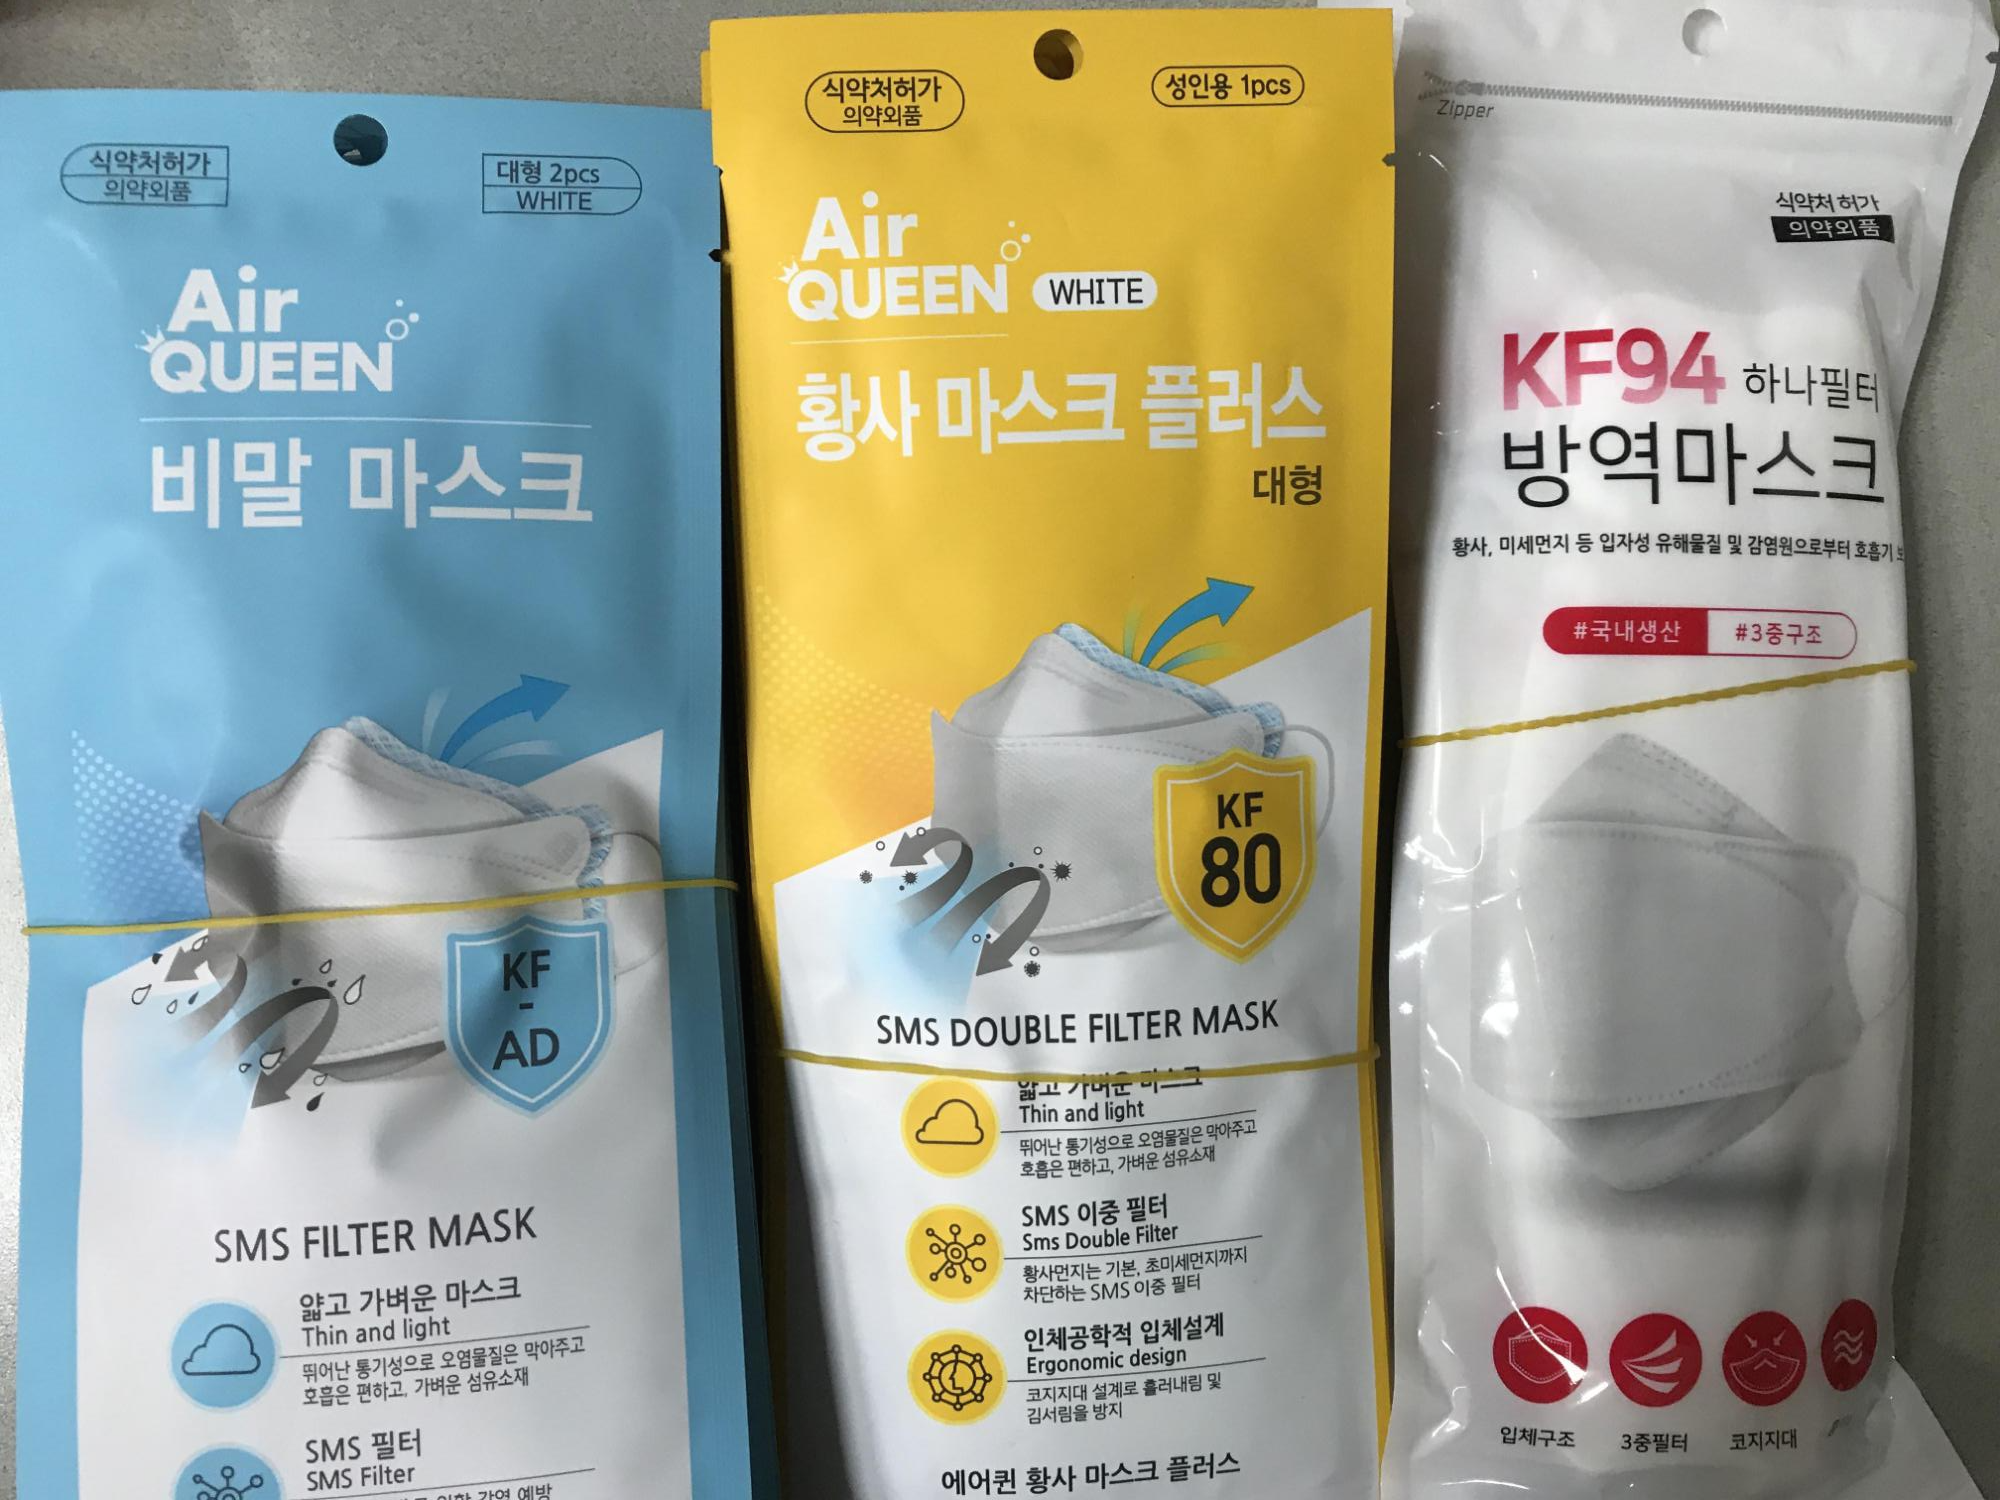 식약처허가
의약외품
대형 2pcs
WHITE
Air
QUEEN
비말 마스크
KF
-
AD
SMS FILTER MASK
얇고 가벼운 마스크
Thin and light
뛰어난 통기성으로 오염물질은 막아주고
호흡은 편하고, 가벼운 섬유소재
SMS 필터
SMS Filter
감염 예방
식약처허가
의약외품
성인용 1pcs
Air
QUEEN
WHITE
황사 마스크 플러스
대형
KF
80
SMS DOUBLE FILTER MASK
얇고 가벼운 마스크
Thin and light
뛰어난 통기성으로 오염물질은 막아주고
호흡은 편하고, 가벼운 섬유소재
SMS 이중 필터
Sms Double Filter
황사먼지는 기본, 초미세먼지까지
차단하는 SMS 이중 필터
인체공학적 입체설계
Ergonomic design
코지지대 설계로 흘러내림 및
김서림을 방지
에어퀸 황사 마스크 플러스
Zipper
식약처 허가
의약외품
KF94 하나필터
방역마스크
황사, 미세먼지 등 입자성 유해물질 및 감염원으로부터 호흡기
#국내생산 #3중구조
입체구조
3중필터
코지지대